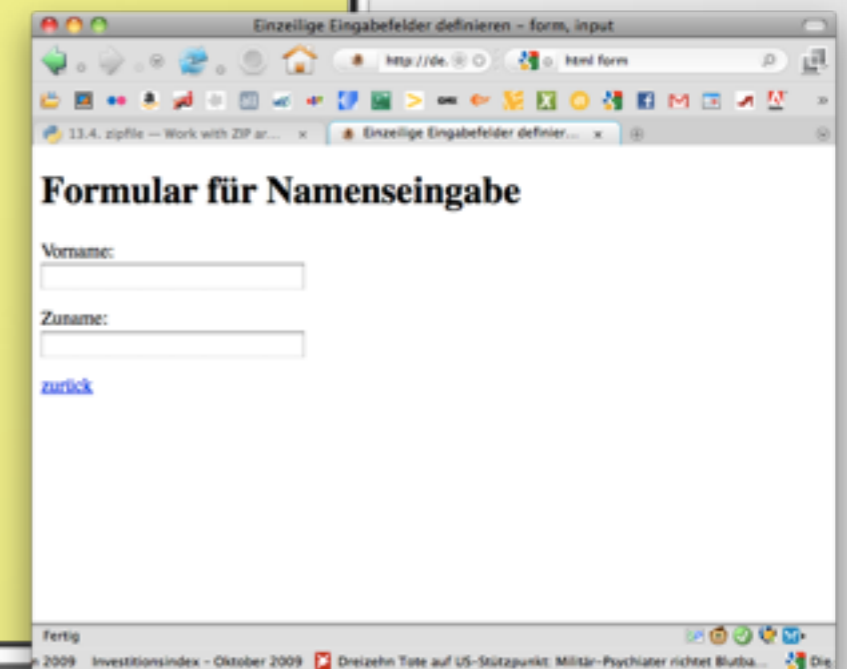 Einzeilige Eingabefelder definieren – form, input
http://de. html form
13.4. zipfile — Work with ZIP ar... Einzeilige Eingabefelder definier...
Formular für Namenseingabe
Vorname:
Zuname:
zurück
Fertig
n 2009 Investitionsindex – Oktober 2009 Dreizehn Tote auf US-Stützpunkt: Militär-Psychiater richtet Blutba... Die